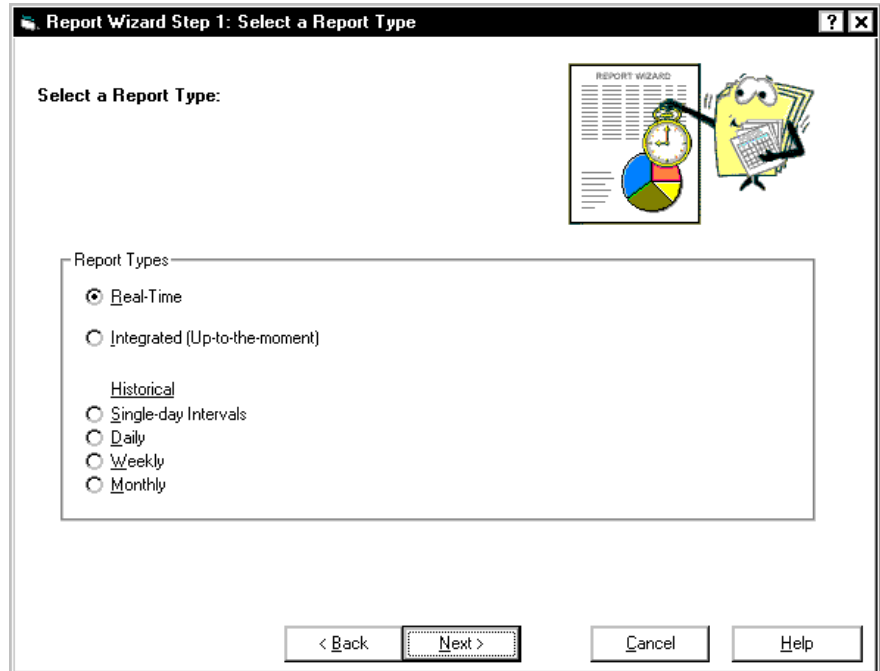 Report Wizard Step 1: Select a Report Type
Select a Report Type:
REPORT WIZARD
Report Types
Real-Time
Integrated (Up-to-the-moment)
Historical
Single-day Intervals
Daily
Weekly
Monthly
< Back
Next >
Cancel
Help